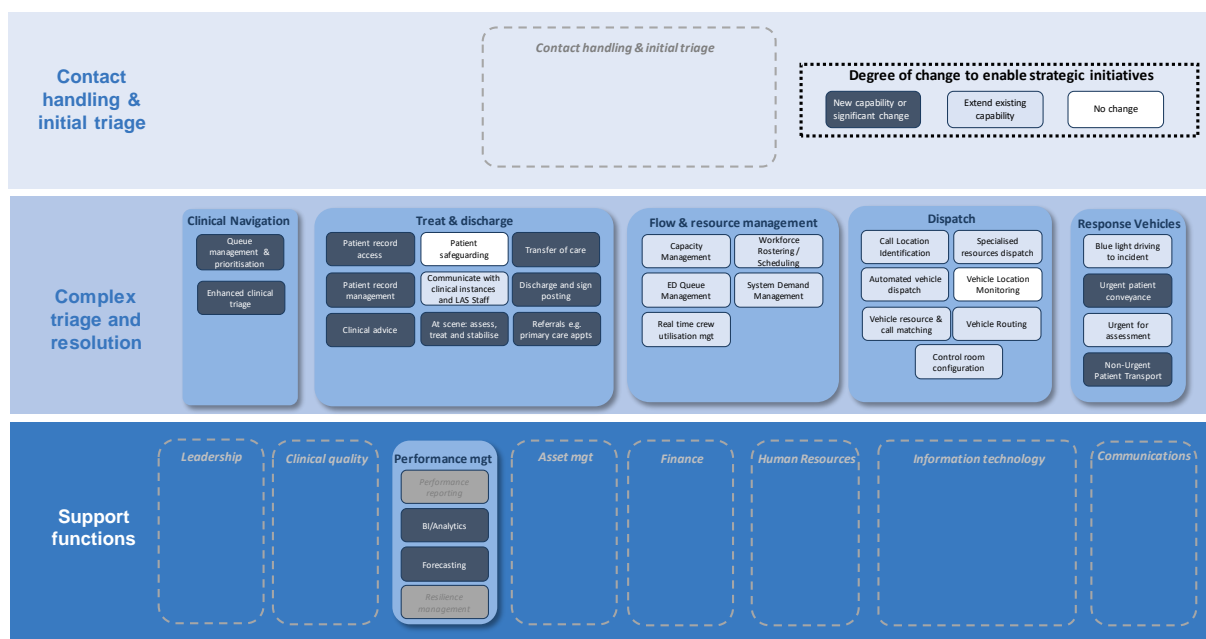 Contact
handling &
initial triage
Contact handling & initial triage
Degree of change to enable strategic initiatives
New capability or
significant change
Extend existing
capability
No change
Complex
triage and
resolution
Clinical Navigation
Queue
management &
prioritisation
Enhanced clinical
triage
Treat & discharge
Patient record
access
Patient
safeguarding
Transfer of care
Patient record
management
Communicate with
clinical instances
and LAS Staff
Discharge and sign
posting
Clinical advice
At scene: assess,
treat and stabilise
Referrals e.g.
primary care appts
Flow & resource management
Capacity
Management
Workforce
Rostering /
Scheduling
ED Queue
Management
System Demand
Management
Real time crew
utilisation mgt
Dispatch
Call Location
Identification
Specialised
resources dispatch
Automated vehicle
dispatch
Vehicle Location
Monitoring
Vehicle resource &
call matching
Vehicle Routing
Control room
configuration
Response Vehicles
Blue light driving
to incident
Urgent patient
conveyance
Urgent for
assessment
Non-Urgent
Patient Transport
Support
functions
Leadership
Clinical quality
Performance mgt
Performance
reporting
BI/Analytics
Forecasting
Resilience
management
Asset mgt
Finance
Human Resources
Information technology
Communications